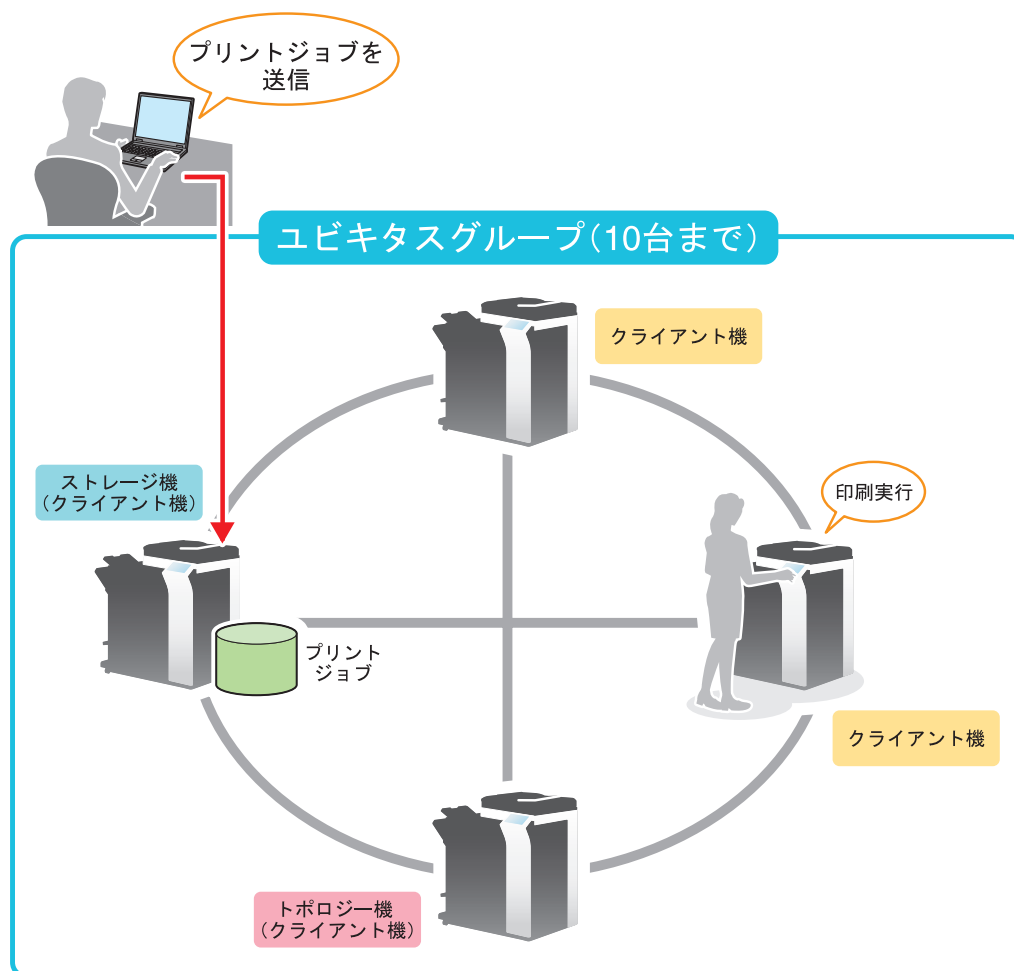 プリントジョブを
送信
ユビキタスグループ(10台まで)
クライアント機
ストレージ機
(クライアント機)
印刷実行
プリント
ジョブ
クライアント機
トポロジー機
(クライアント機)